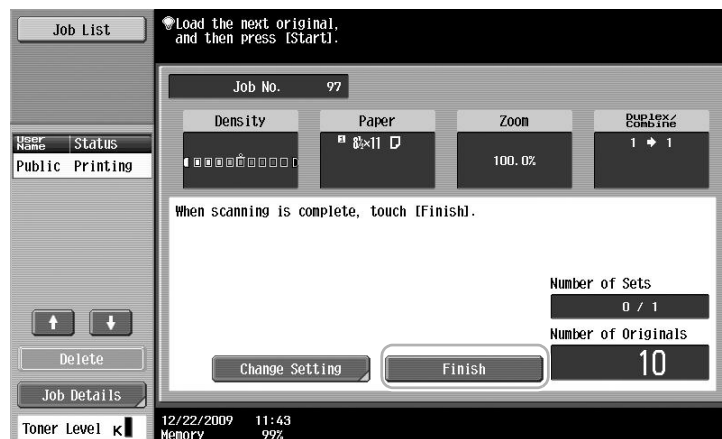 Job List
Load the next original,
and then press [Start].
Job No. 97
Density
Paper
Zoom
Duplex/
Combine
User
Name
Status
Public Printing
8½×11
100.0%
1 → 1
When scanning is complete, touch [Finish].
Number of Sets
0 / 1
Number of Originals
10
Delete
Change Setting
Finish
Job Details
Toner Level K
12/22/2009 11:43
Memory 99%